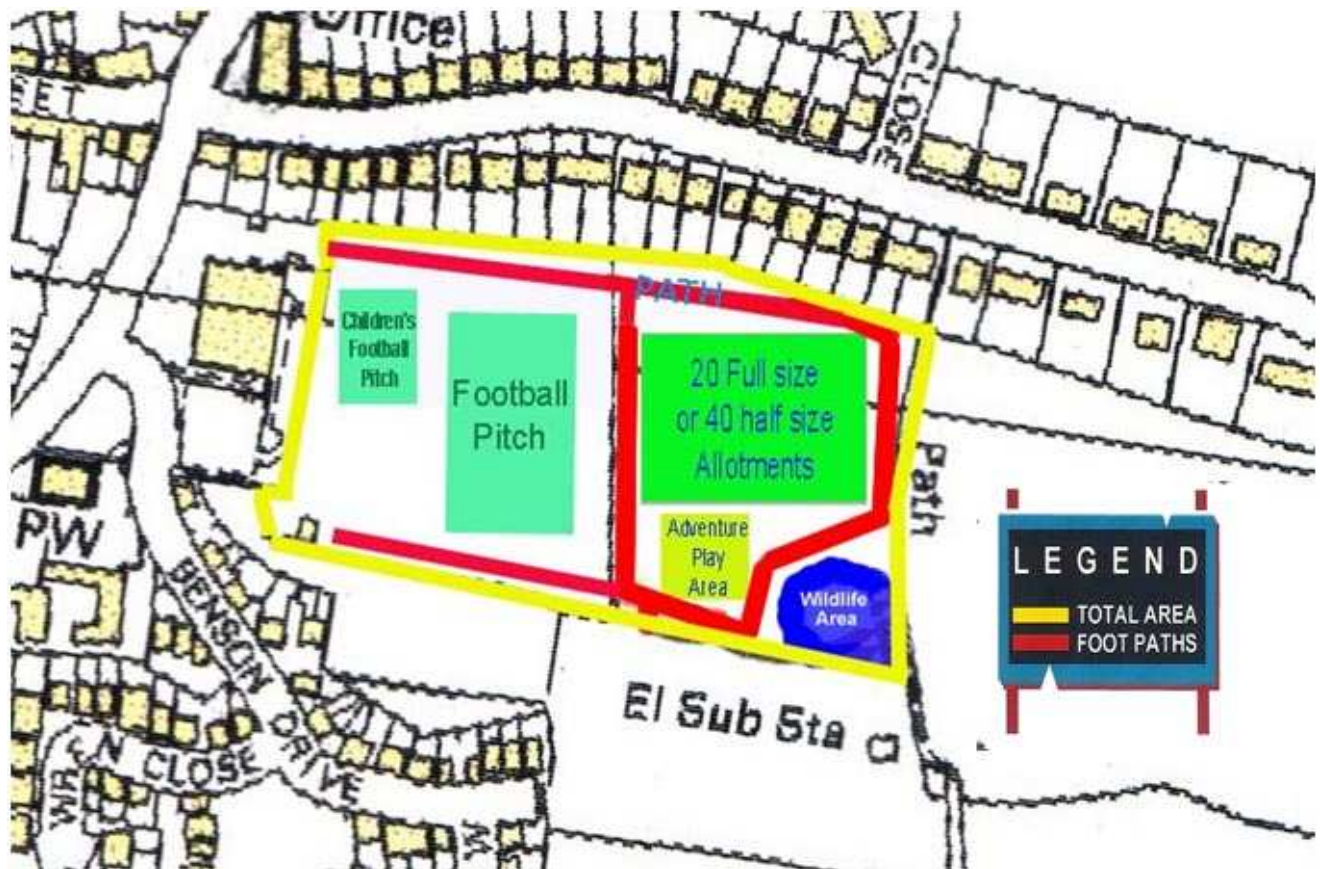 Office
EET
CLOSE
PATH
Children's
Football
Pitch
Football
Pitch
20 Full size
or 40 half size
Allotments
Path
Adventure
Play
Area
Wildlife
Area
PW
BENSON DRIVE
CLOSE
El Sub Sta
LEGEND
TOTAL AREA
FOOT PATHS